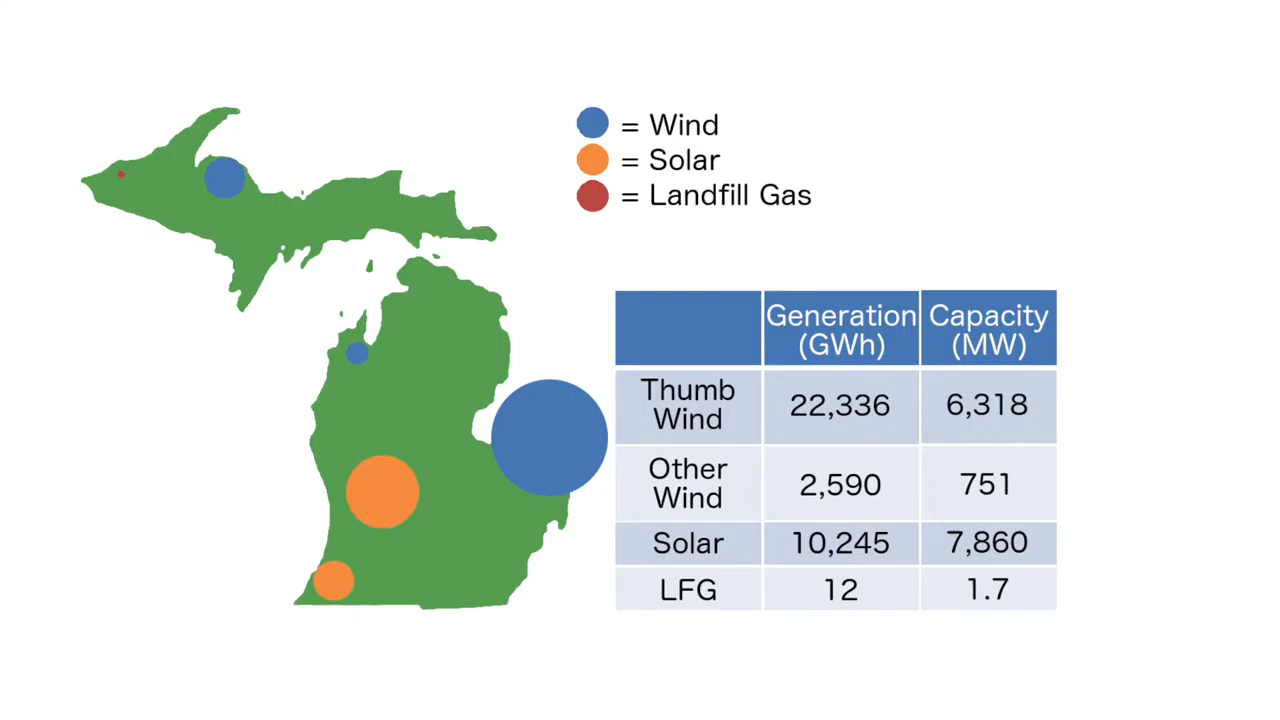 = Wind
= Solar
= Landfill Gas
Generation (GWh) Capacity (MW)
Thumb Wind 22,336 6,318
Other Wind 2,590 751
Solar 10,245 7,860
LFG 12 1.7